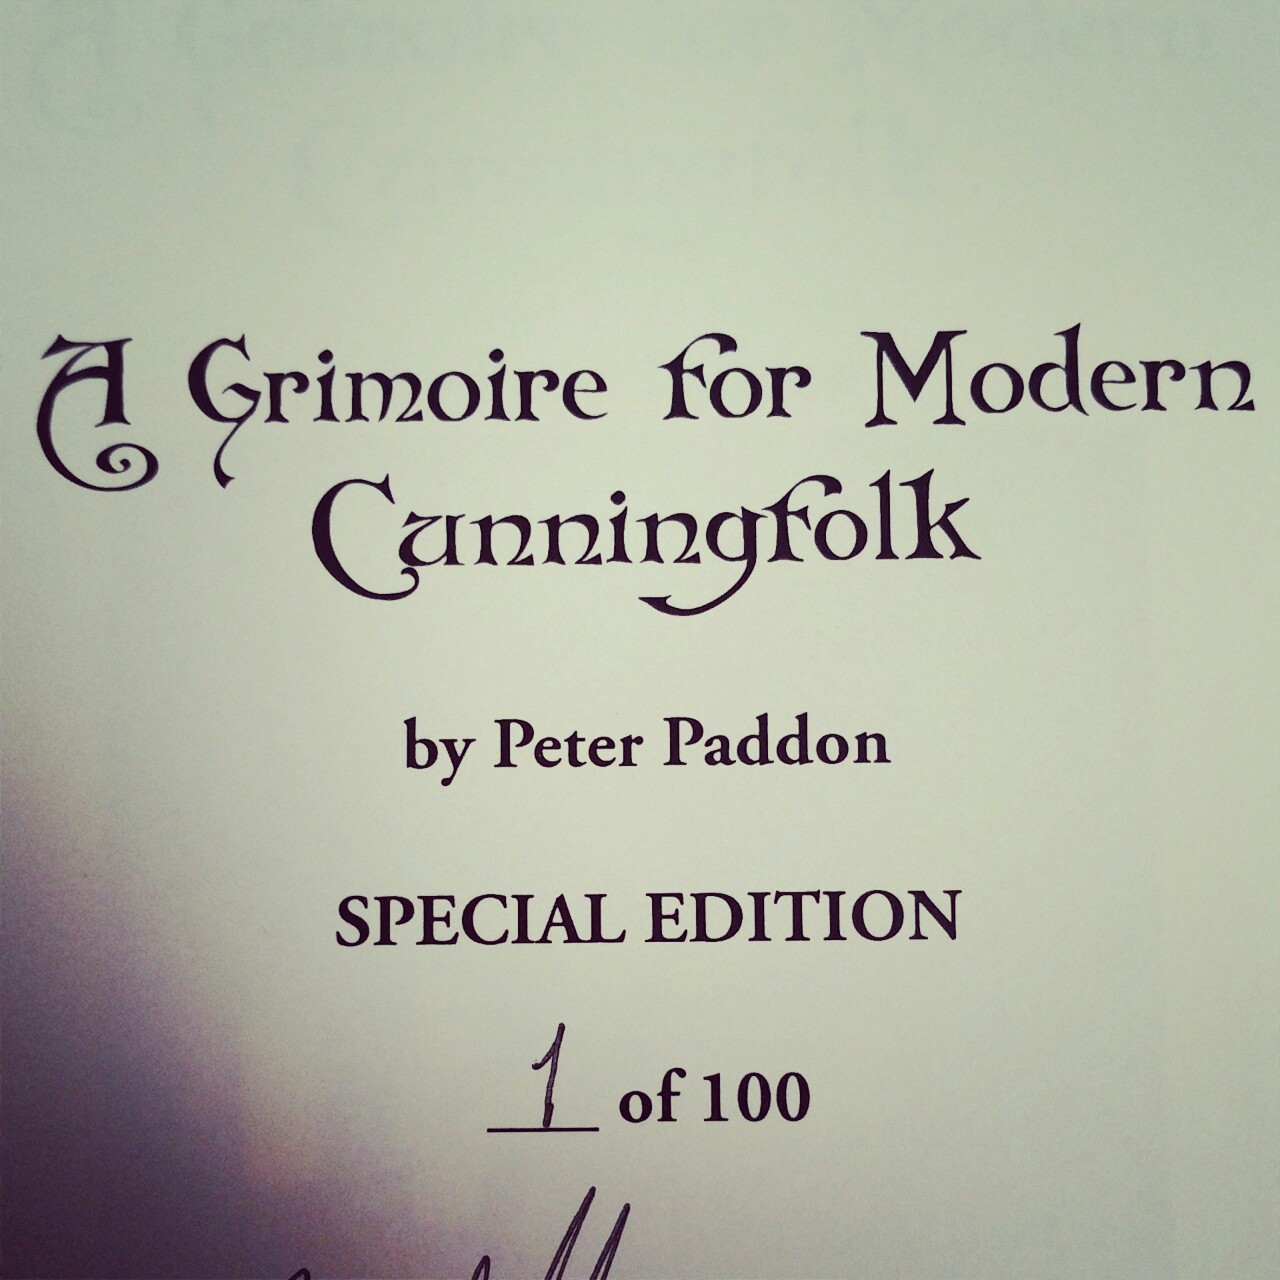 A Grimoire for Modern
Cunningfolk
by Peter Paddon
SPECIAL EDITION
1 of 100